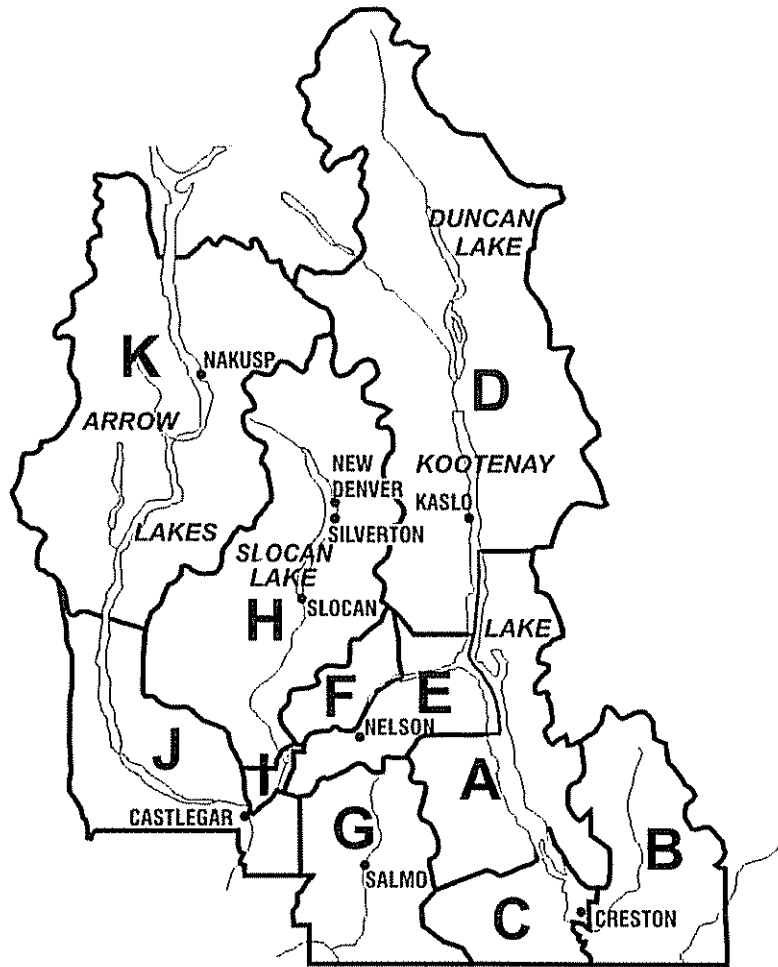 DUNCAN
LAKE
K
NAKUSP
D
ARROW
KOOTENAY
NEW
DENVER
KASLO
SILVERTON
LAKES
SLOCAN
LAKE
SLOCAN
H
LAKE
F
E
NELSON
J
I
A
CASTLEGAR
G
B
SALMO
C
CRESTON